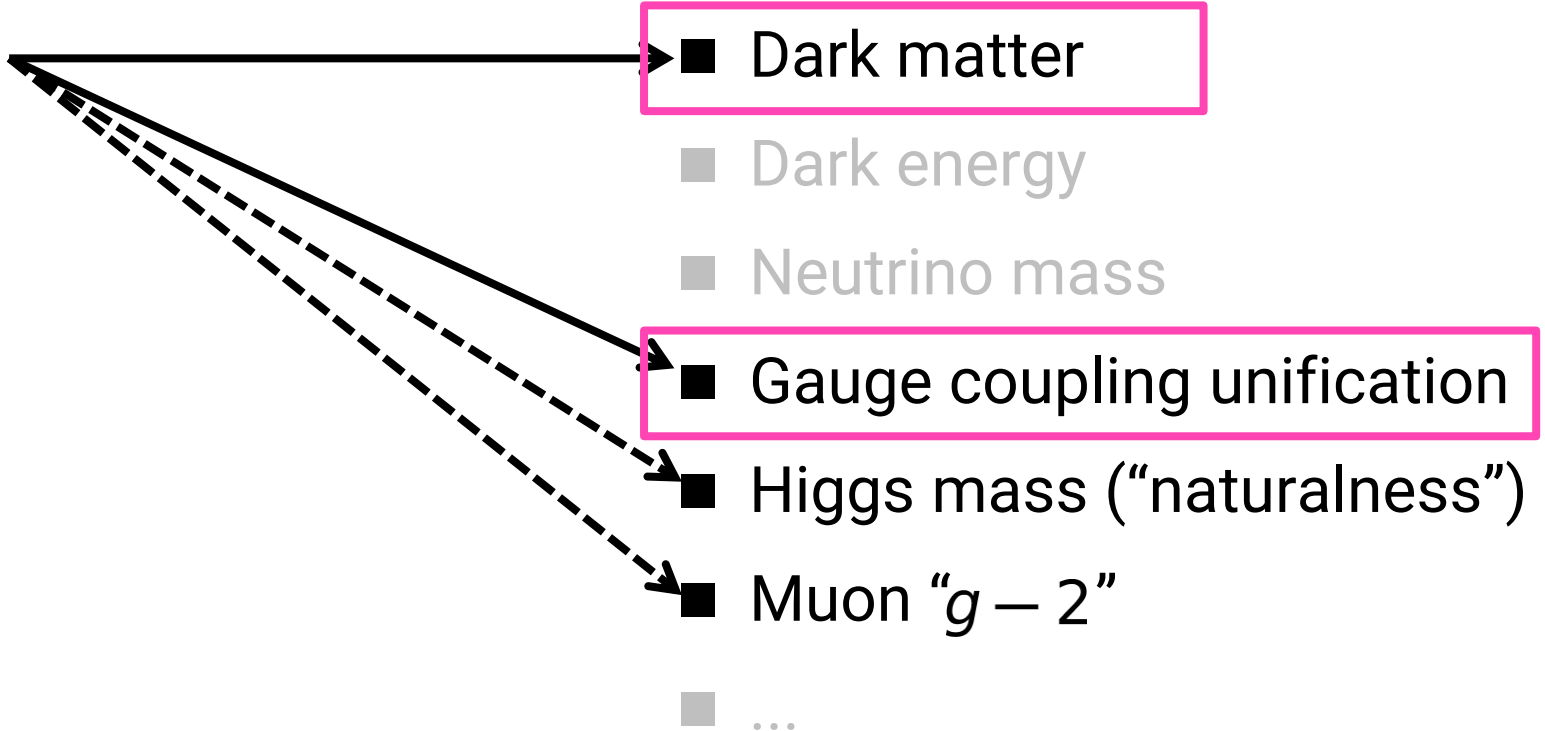 ■ Dark matter
■ Dark energy
■ Neutrino mass
■ Gauge coupling unification
■ Higgs mass (“naturalness”)
■ Muon “g − 2”
■ ...